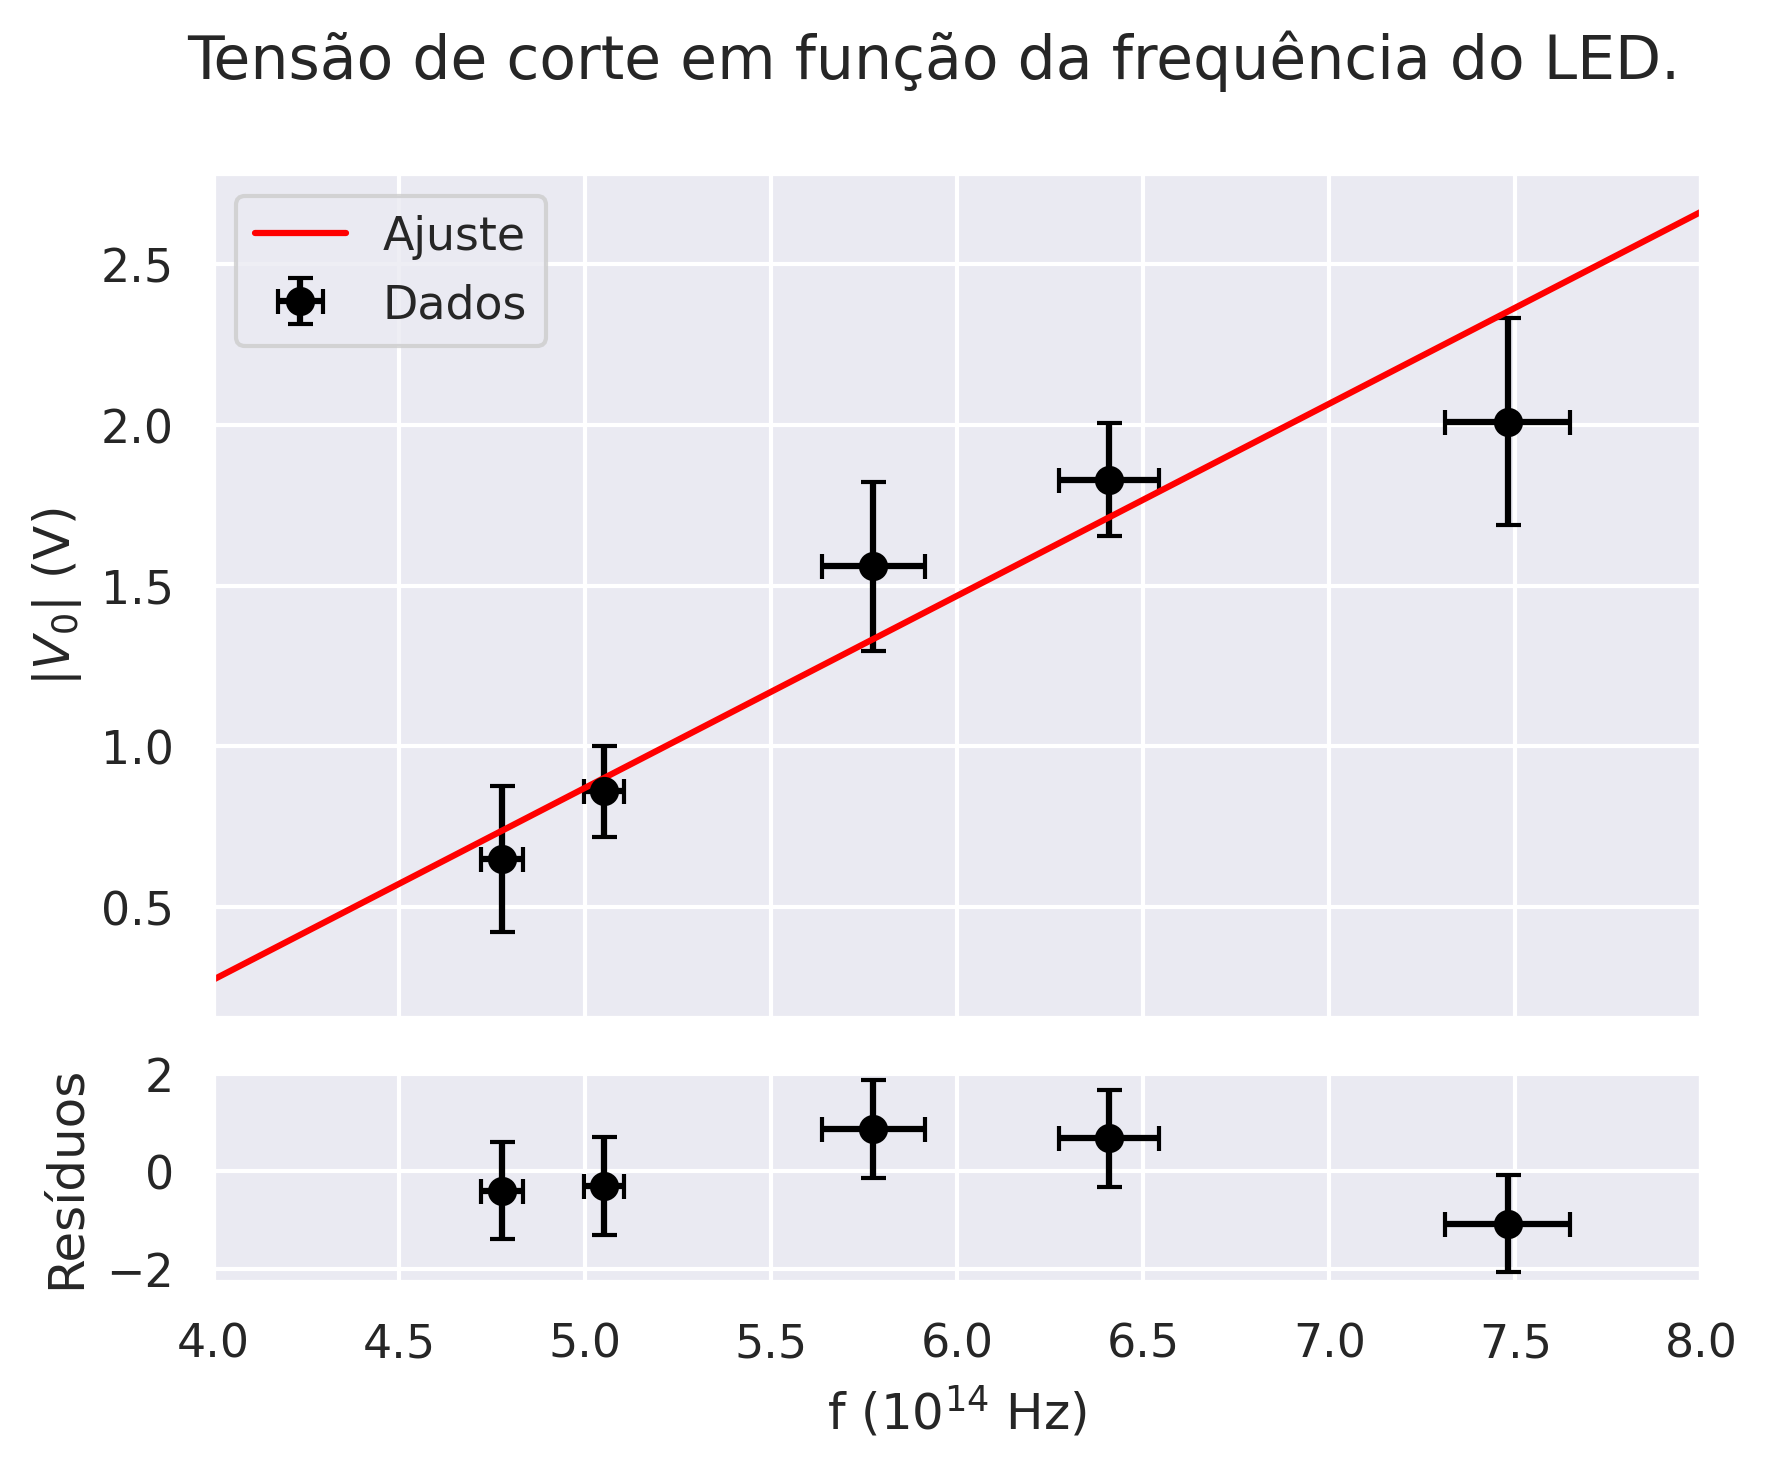 Tensão de corte em função da frequência do LED.
Ajuste
Dados
|V₀| (V)
2.5
2.0
1.5
1.0
0.5
Resíduos
2
0
−2
4.0 4.5 5.0 5.5 6.0 6.5 7.0 7.5 8.0
f (10¹⁴ Hz)